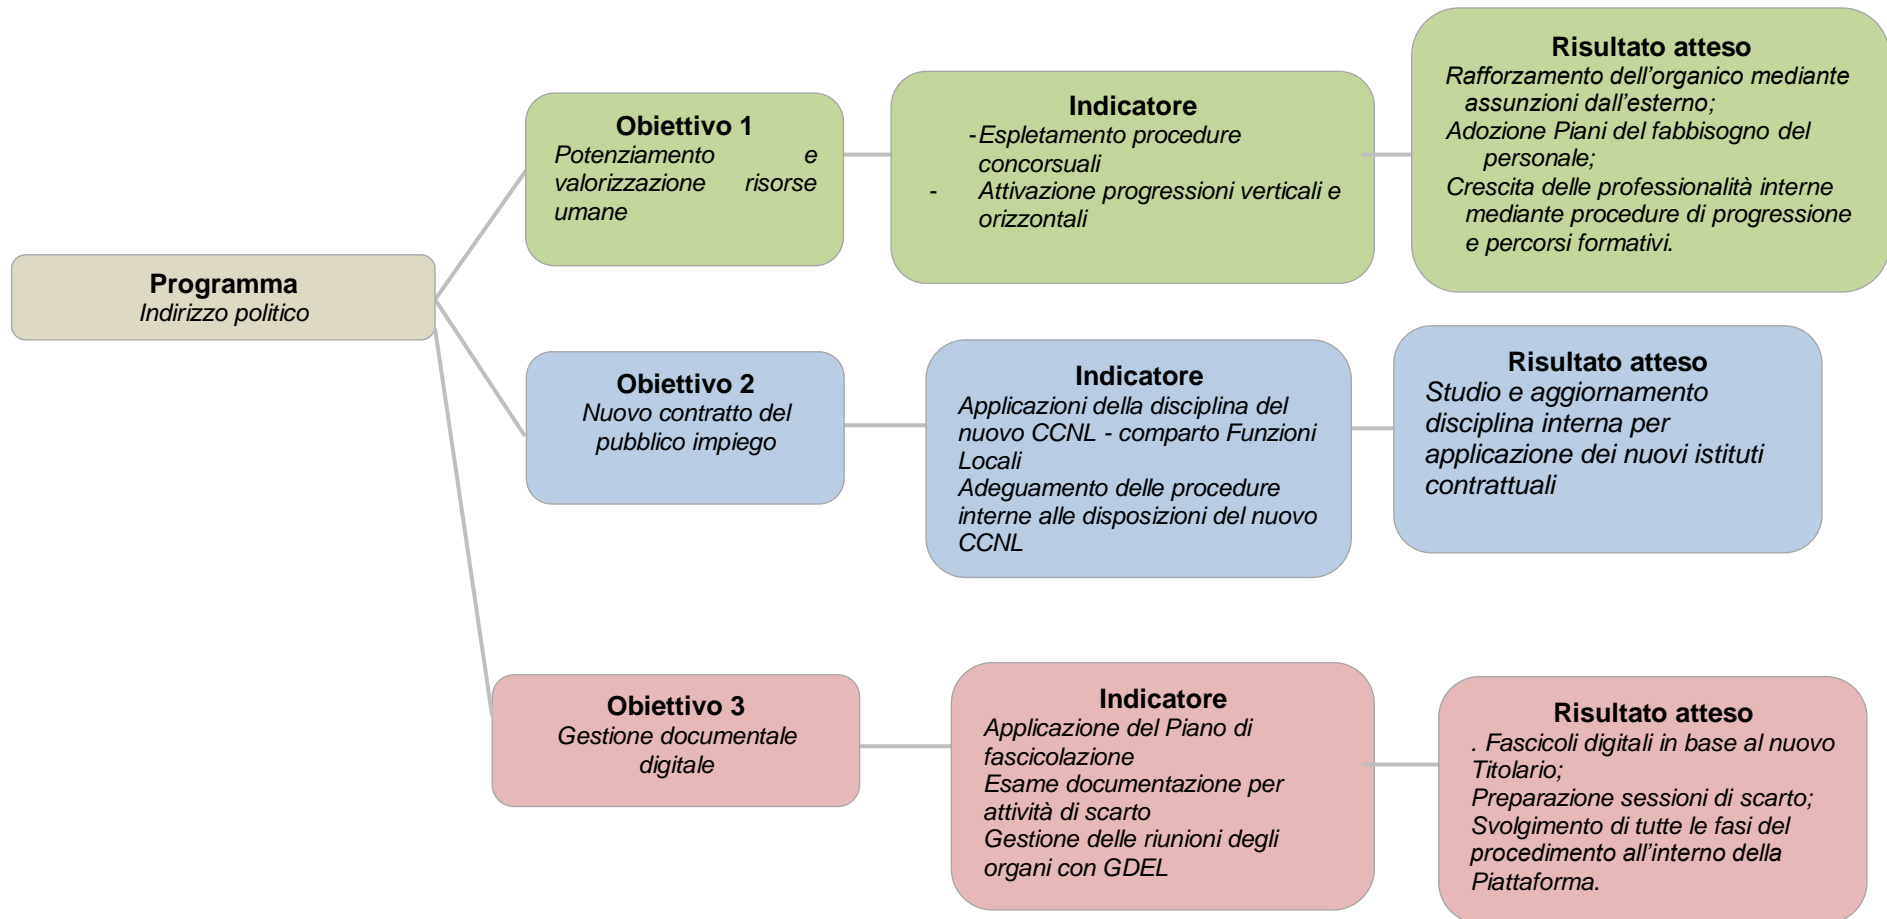 Programma
Indirizzo politico
Obiettivo 1
Potenziamento e
valorizzazione risorse
umane
Indicatore
-Espletamento procedure
concorsuali
- Attivazione progressioni verticali e
orizzontali
Risultato atteso
Rafforzamento dell'organico mediante
assunzioni dall'esterno;
Adozione Piani del fabbisogno del
personale;
Crescita delle professionalità interne
mediante procedure di progressione
e percorsi formativi.
Obiettivo 2
Nuovo contratto del
pubblico impiego
Indicatore
Applicazioni della disciplina del
nuovo CCNL - comparto Funzioni
Locali
Adeguamento delle procedure
interne alle disposizioni del nuovo
CCNL
Risultato atteso
Studio e aggiornamento
disciplina interna per
applicazione dei nuovi istituti
contrattuali
Obiettivo 3
Gestione documentale
digitale
Indicatore
Applicazione del Piano di
fascicolazione
Esame documentazione per
attività di scarto
Gestione delle riunioni degli
organi con GDEL
Risultato atteso
. Fascicoli digitali in base al nuovo
Titolario;
Preparazione sessioni di scarto;
Svolgimento di tutte le fasi del
procedimento all'interno della
Piattaforma.